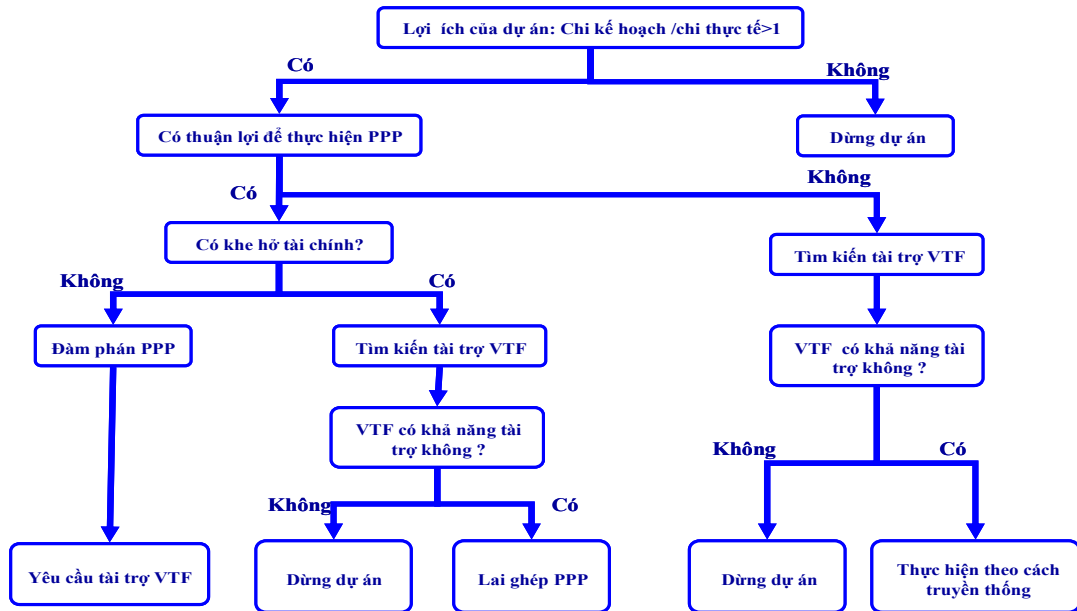 Lợi ích của dự án: Chi kế hoạch /chi thực tế>1
Có
Không
Có thuận lợi để thực hiện PPP
Dừng dự án
Có
Không
Có khe hở tài chính?
Tìm kiến tài trợ VTF
Không
Có
Đàm phán PPP
Tìm kiến tài trợ VTF
VTF có khả năng tài
trợ không ?
VTF có khả năng tài
trợ không ?
Không
Có
Không
Có
Yêu cầu tài trợ VTF
Dừng dự án
Lai ghép PPP
Dừng dự án
Thực hiện theo cách
truyền thống